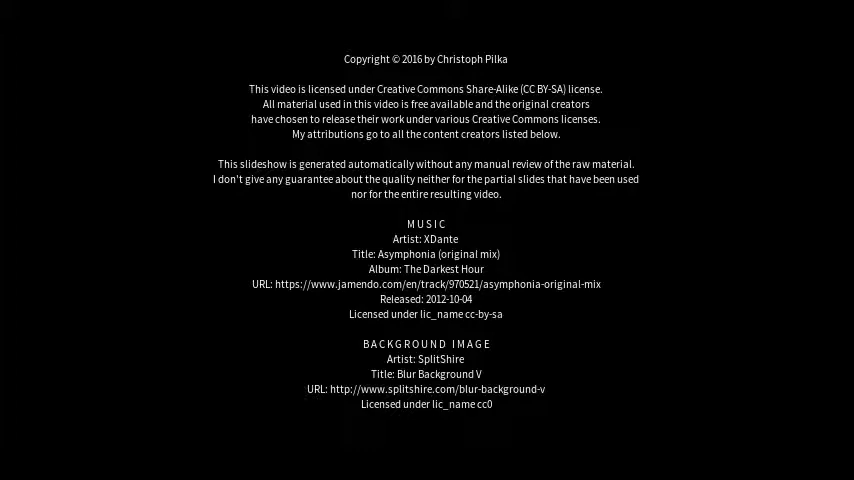 Copyright © 2016 by Christoph Pilka
This video is licensed under Creative Commons Share-Alike (CC BY-SA) license.
All material used in this video is free available and the original creators
have chosen to release their work under various Creative Commons licenses.
My attributions go to all the content creators listed below.
This slideshow is generated automatically without any manual review of the raw material.
I don't give any guarantee about the quality neither for the partial slides that have been used
nor for the entire resulting video.
M U S I C
Artist: XDante
Title: Asymphonia (original mix)
Album: The Darkest Hour
URL: https://www.jamendo.com/en/track/970521/asymphonia-original-mix
Released: 2012-10-04
Licensed under lic_name cc-by-sa
B A C K G R O U N D   I M A G E
Artist: SplitShire
Title: Blur Background V
URL: http://www.splitshire.com/blur-background-v
Licensed under lic_name cc0